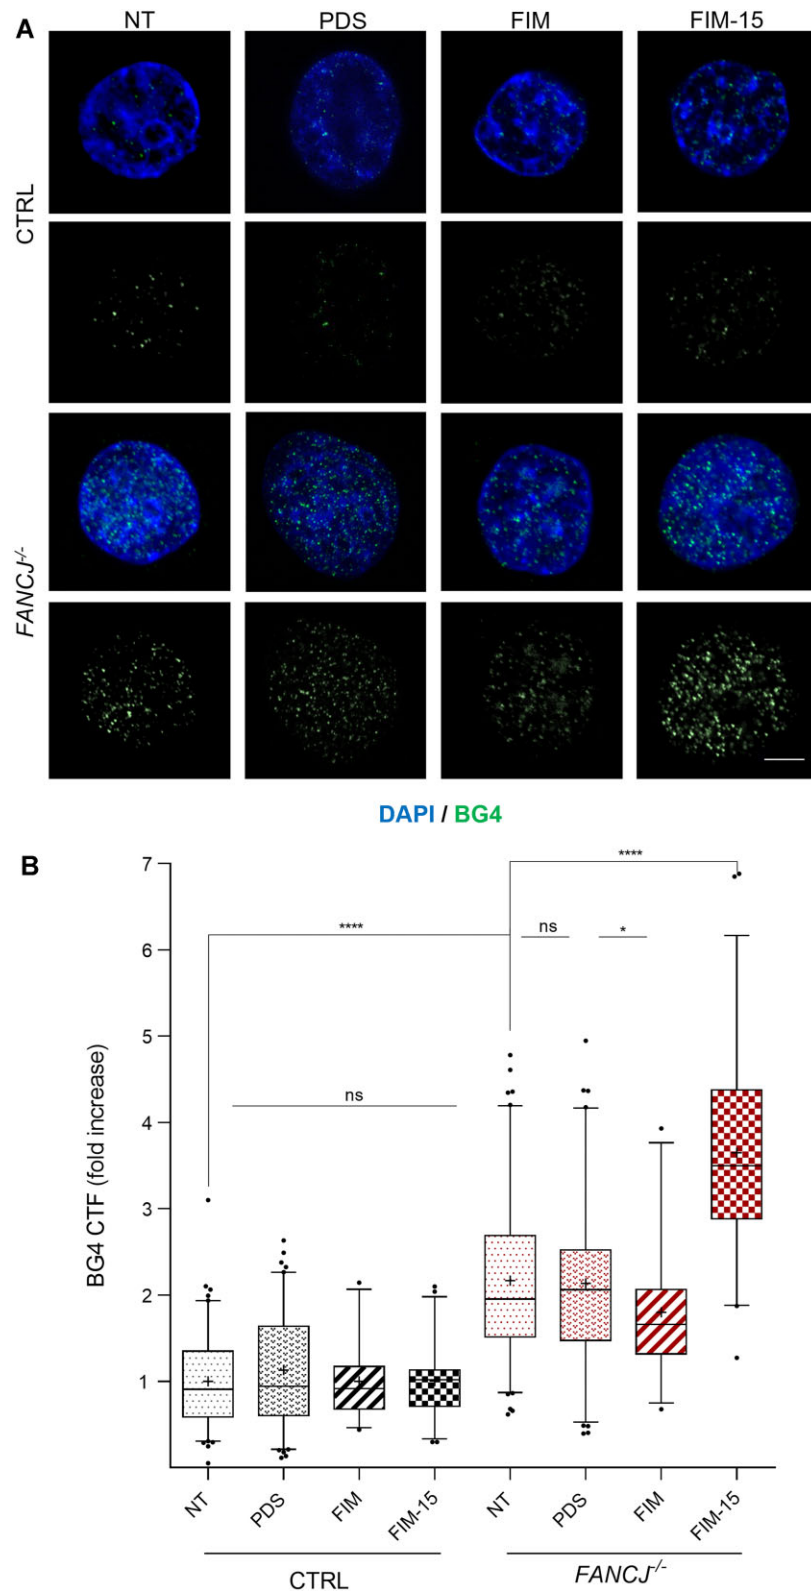 A
NT PDS FIM FIM-15
CTRL
FANCJ-/-
DAPI / BG4
B
BG4 CTF (fold increase)
7
6
5
4
3
2
1
****
****
ns
*
ns
NT PDS FIM FIM-15 NT PDS FIM FIM-15
CTRL FANCJ-/-